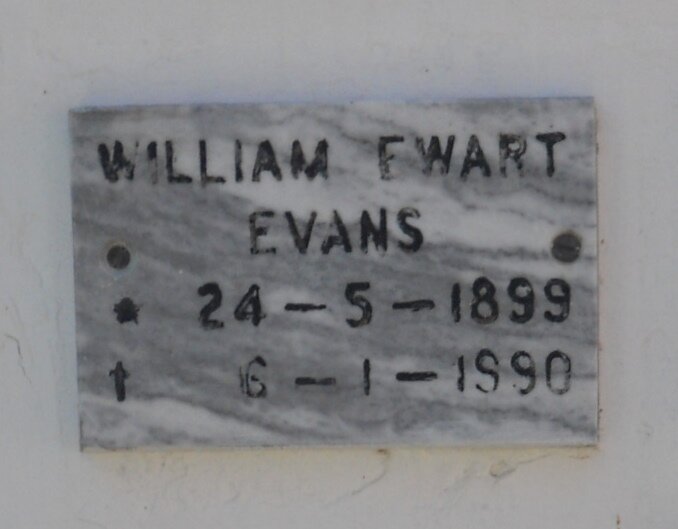 WILLIAM EWART
EVANS
* 24-5-1899
† 6-1-1990